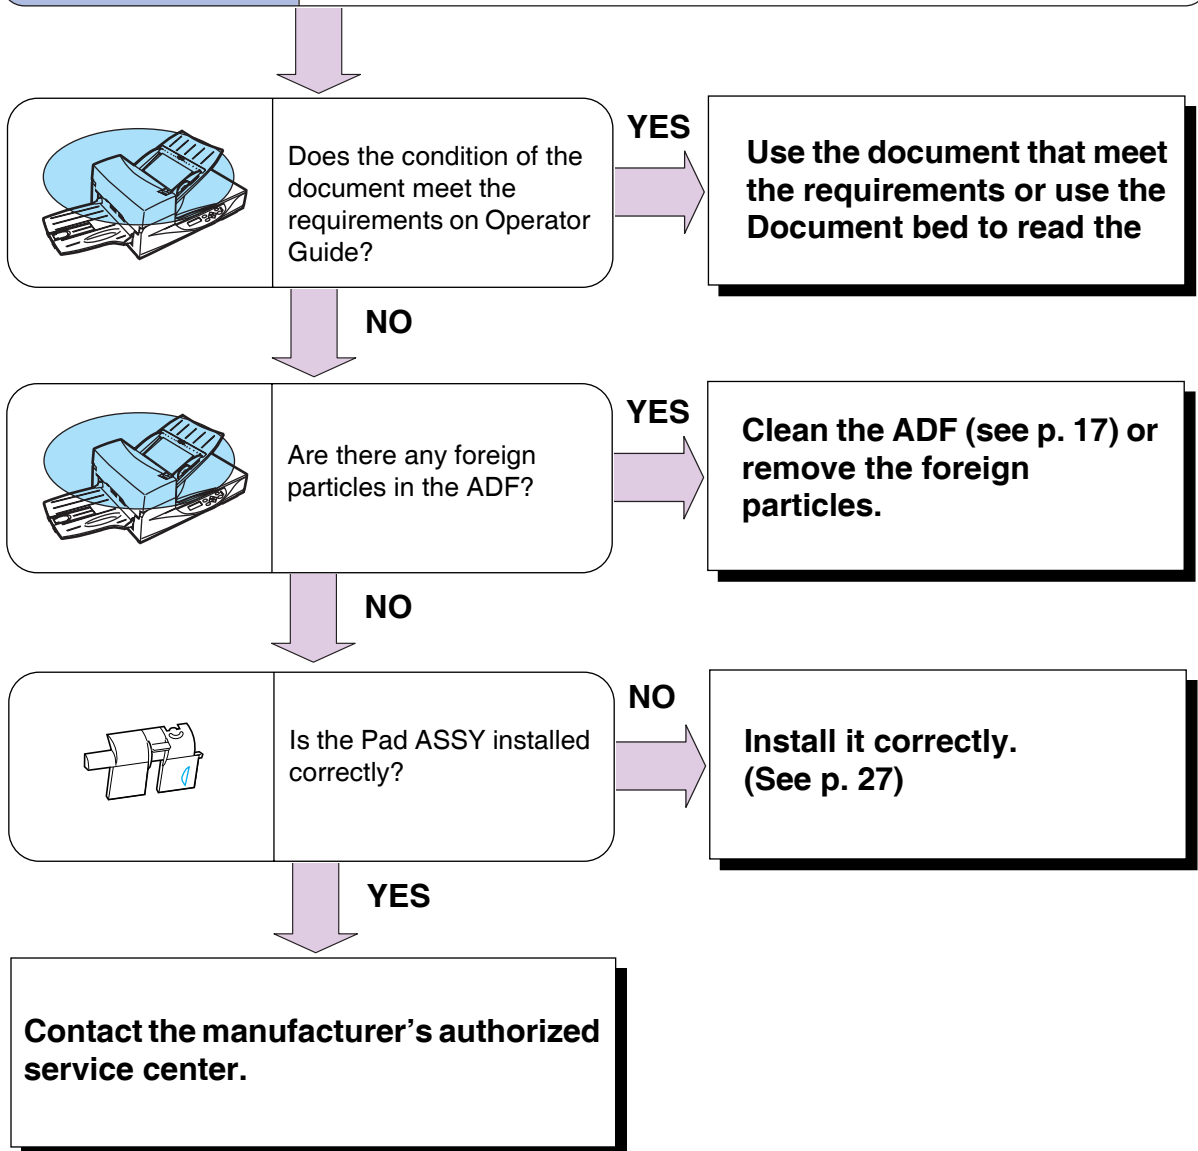 Does the condition of the
document meet the
requirements on Operator
Guide?
YES
Use the document that meet
the requirements or use the
Document bed to read the
NO
Are there any foreign
particles in the ADF?
YES
Clean the ADF (see p. 17) or
remove the foreign
particles.
NO
Is the Pad ASSY installed
correctly?
NO
Install it correctly.
(See p. 27)
YES
Contact the manufacturer’s authorized
service center.